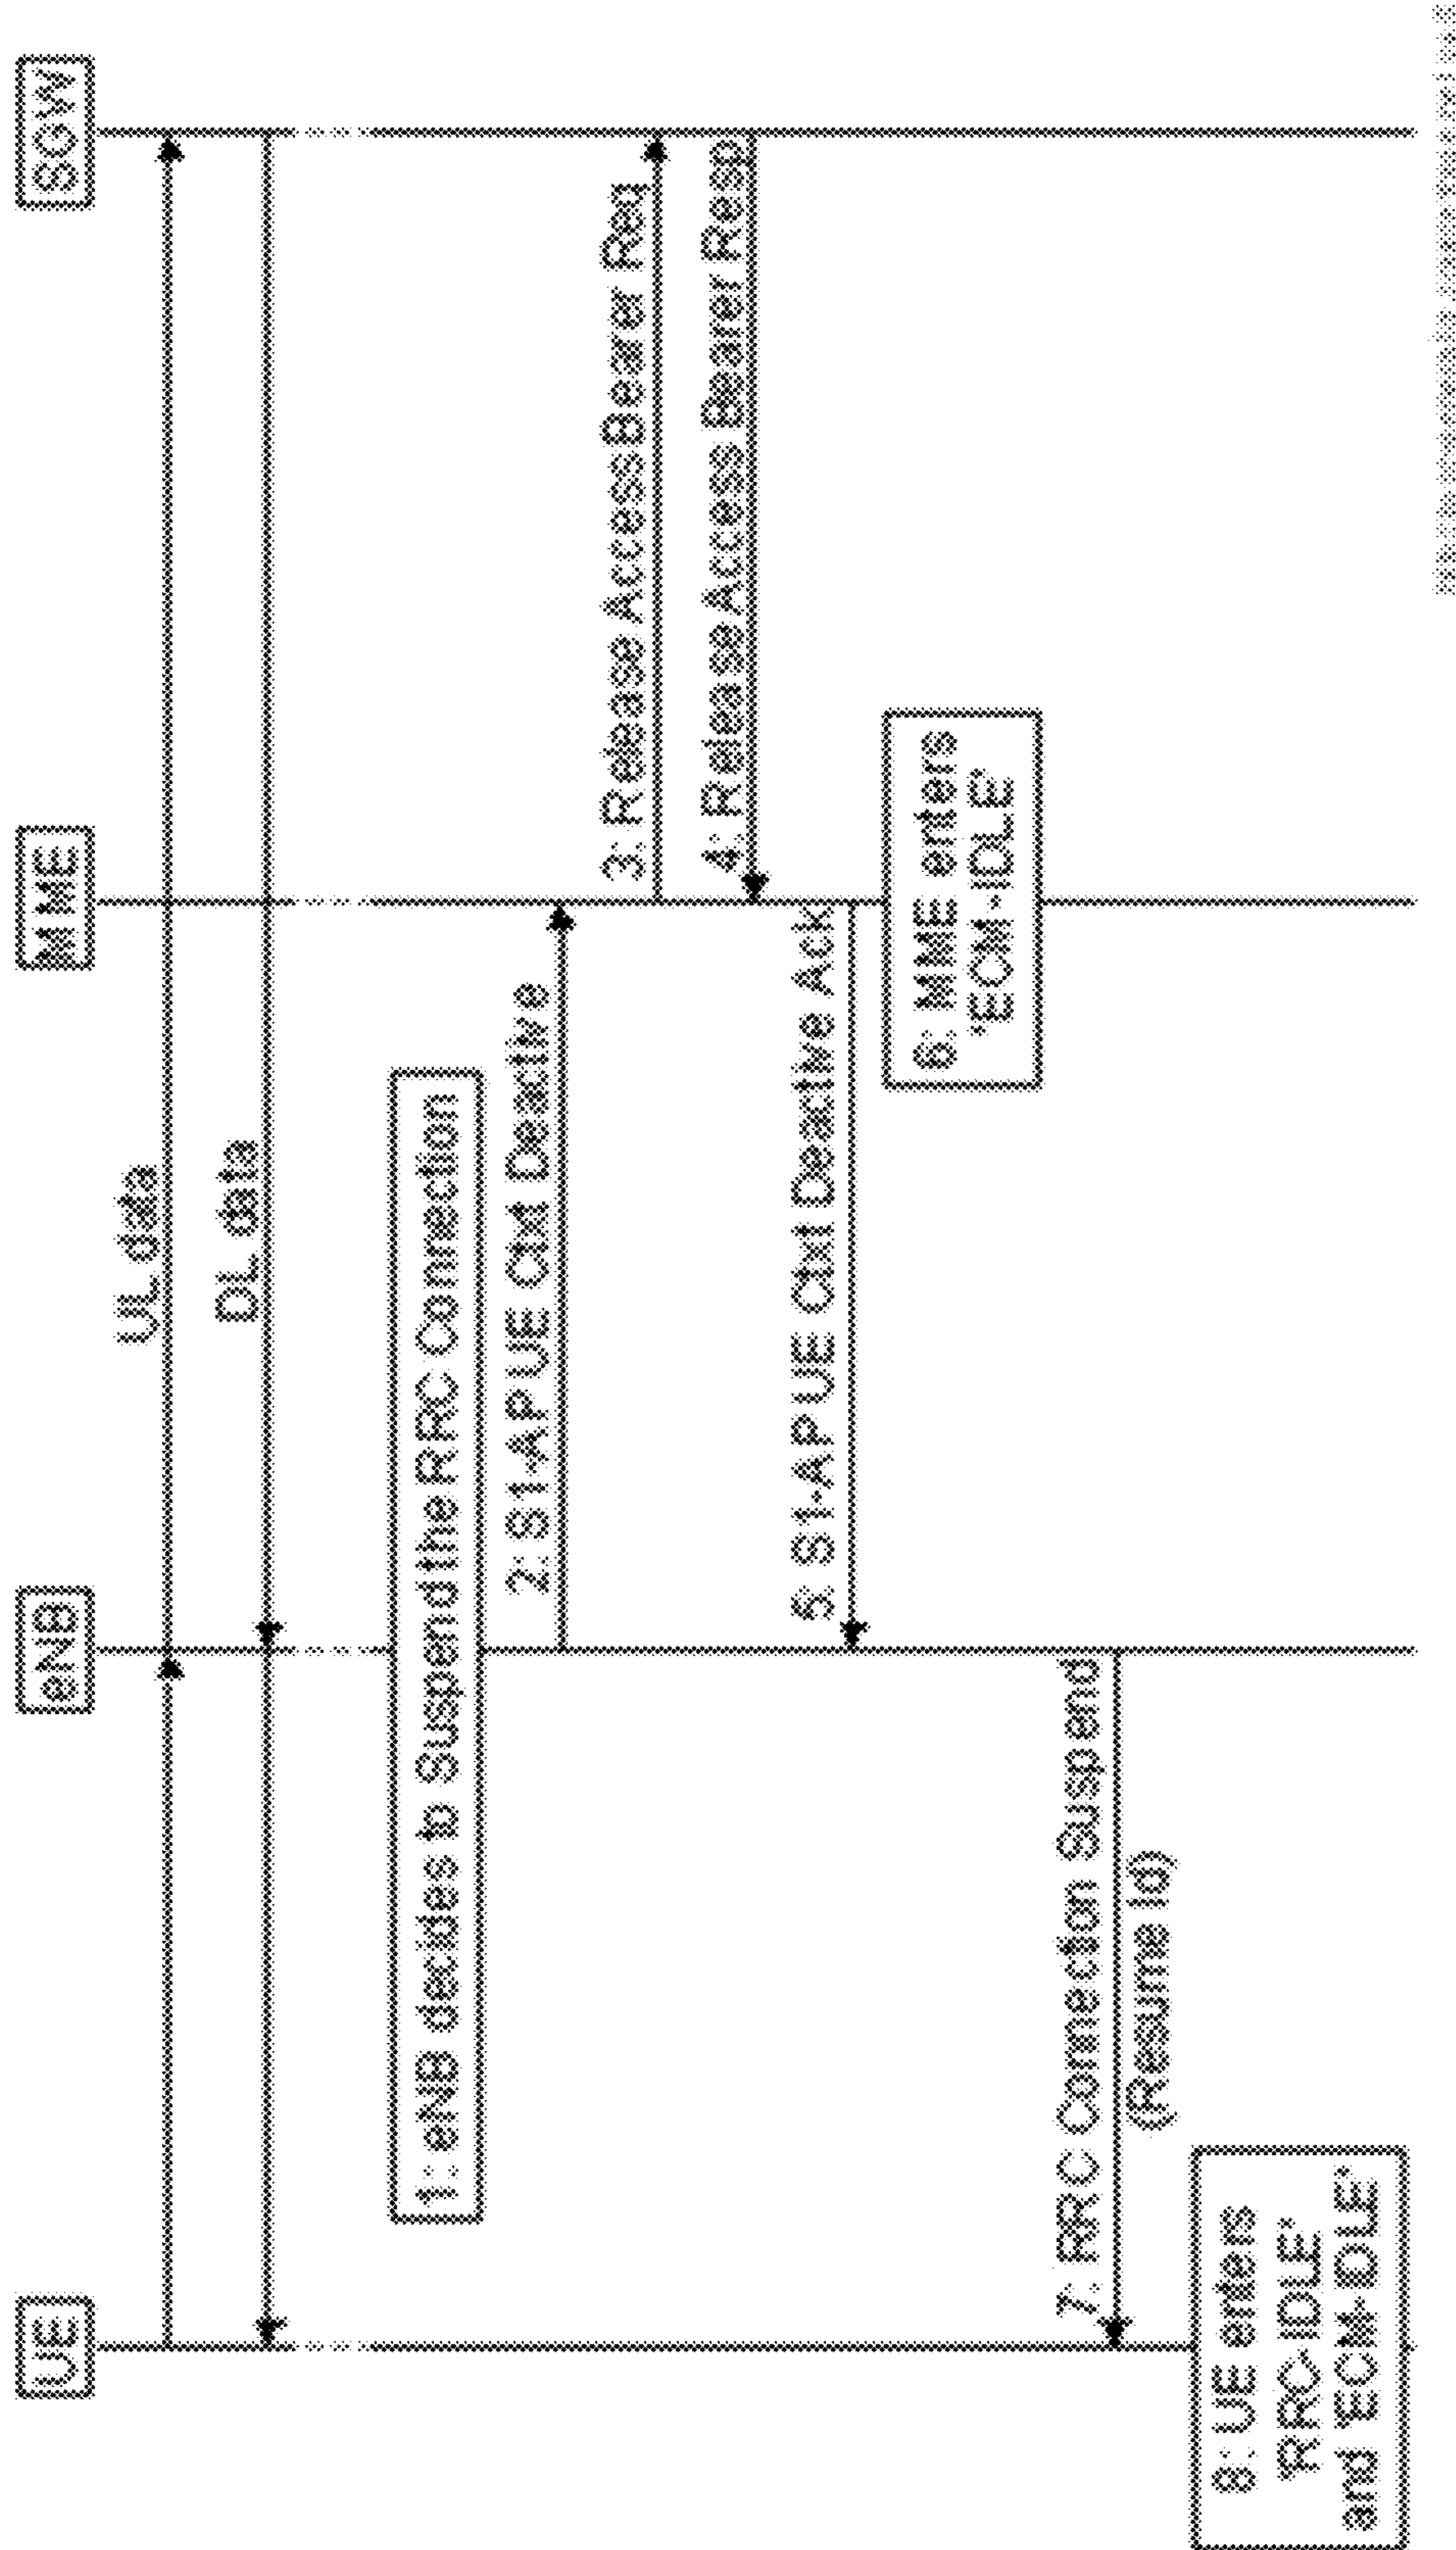 UE
eNB
MME
SGW
UL data
DL data
1: eNB decides to Suspend the RRC Connection
2: S1-AP UE Ctxt Deactive
3: Release Access Bearer Req
4: Release Access Bearer Resp
5: S1-AP UE Ctxt Deactive Ack
6: MME enters
'ECM-IDLE'
7: RRC Connection Suspend
(Resume Id)
8: UE enters
'RRC-IDLE'
and 'ECM-IDLE'